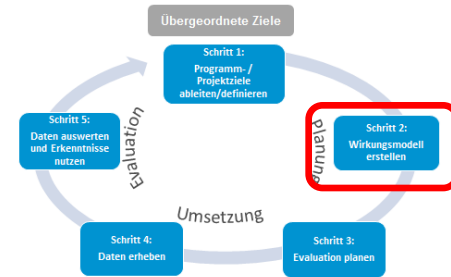 Übergeordnete Ziele
Schritt 1:
Programm- /
Projektziele
ableiten/definieren
Schritt 2:
Wirkungsmodell
erstellen
Planung
Schritt 3:
Evaluation planen
Umsetzung
Schritt 4:
Daten erheben
Schritt 5:
Daten auswerten
und Erkenntnisse
nutzen
Evaluation